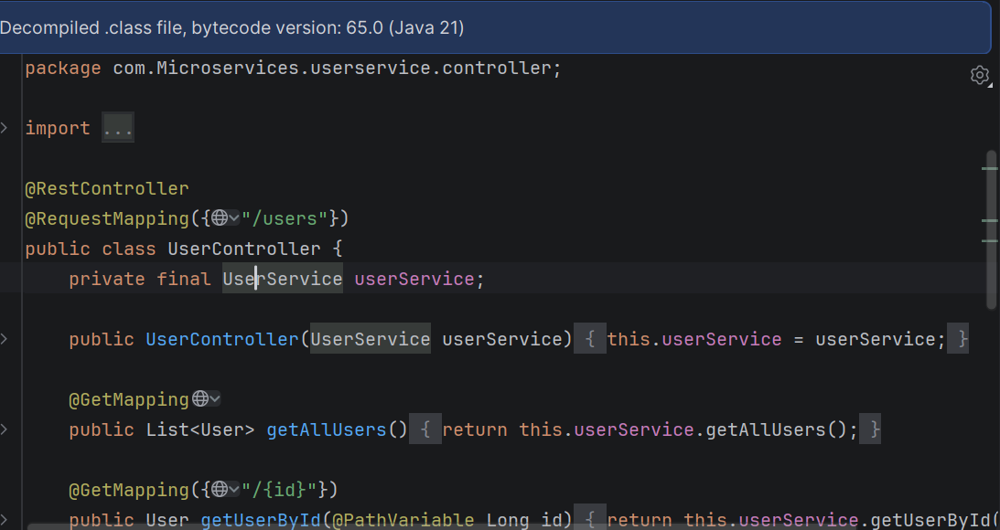 Decompiled .class file, bytecode version: 65.0 (Java 21)
package com.Microservices.userservice.controller;
import ...
@RestController
@RequestMapping({"/users"})
public class UserController {
private final UserService userService;
public UserController(UserService userService) { this.userService = userService; }
@GetMapping
public List<User> getAllUsers() { return this.userService.getAllUsers(); }
@GetMapping({"/{id}"})
public User getUserById(@PathVariable Long id) { return this.userService.getUserById(